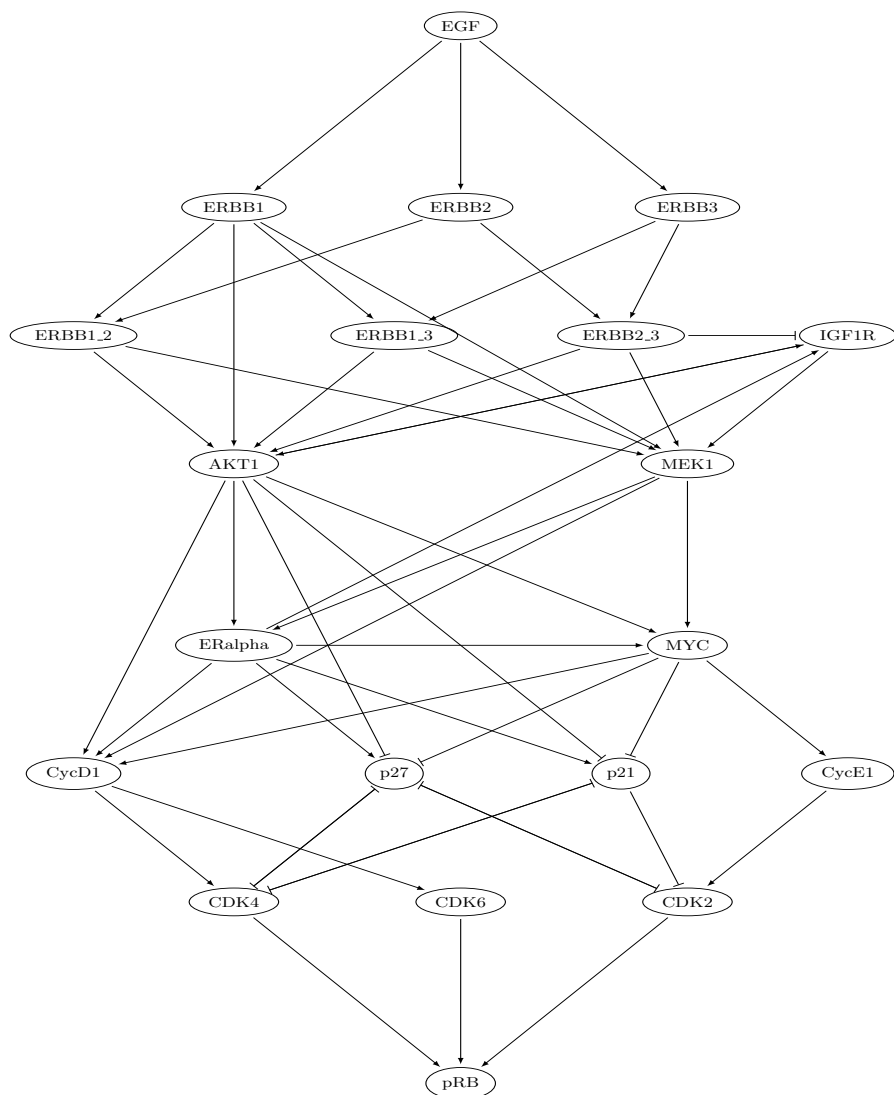 EGF
ERBB1
ERBB2
ERBB3
ERBB1_2
ERBB1_3
ERBB2_3
IGF1R
AKT1
MEK1
ERalpha
MYC
CycD1
p27
p21
CycE1
CDK4
CDK6
CDK2
pRB